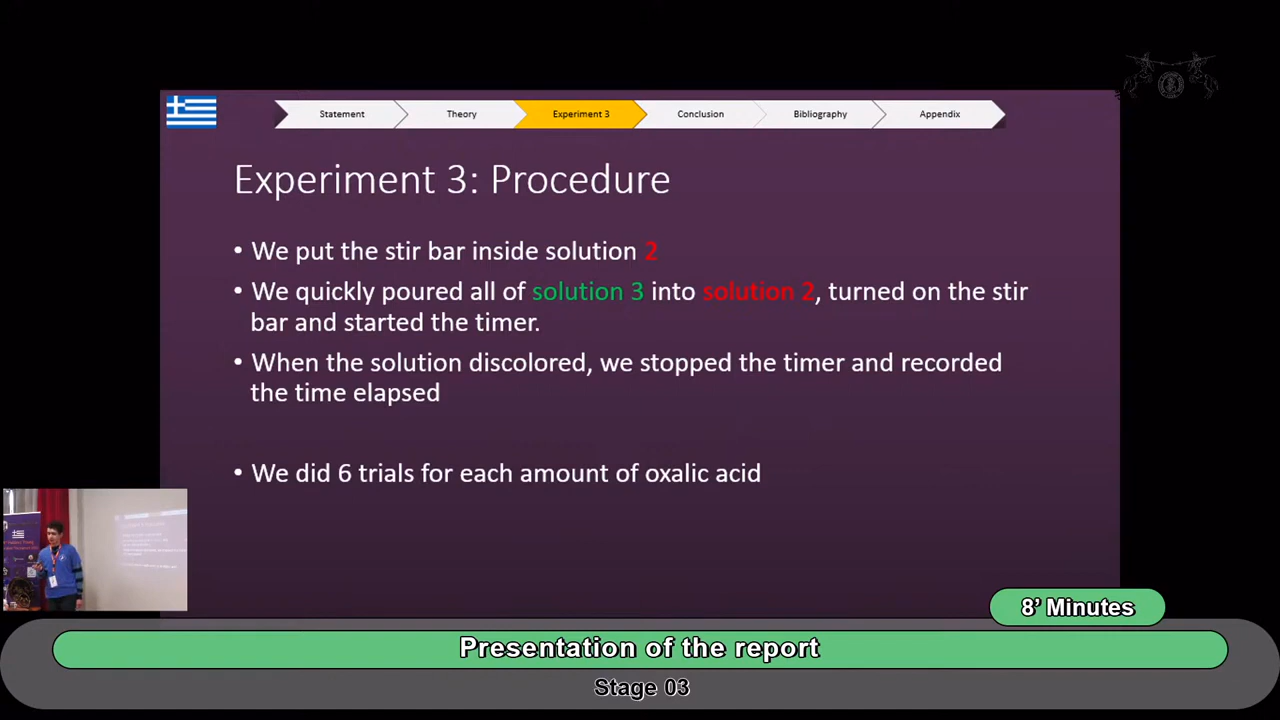 Statement
Theory
Experiment 3
Conclusion
Bibliography
Appendix
Experiment 3: Procedure
• We put the stir bar inside solution 2
• We quickly poured all of solution 3 into solution 2, turned on the stir
bar and started the timer.
• When the solution discolored, we stopped the timer and recorded
the time elapsed
• We did 6 trials for each amount of oxalic acid
8’ Minutes
Presentation of the report
Stage 03